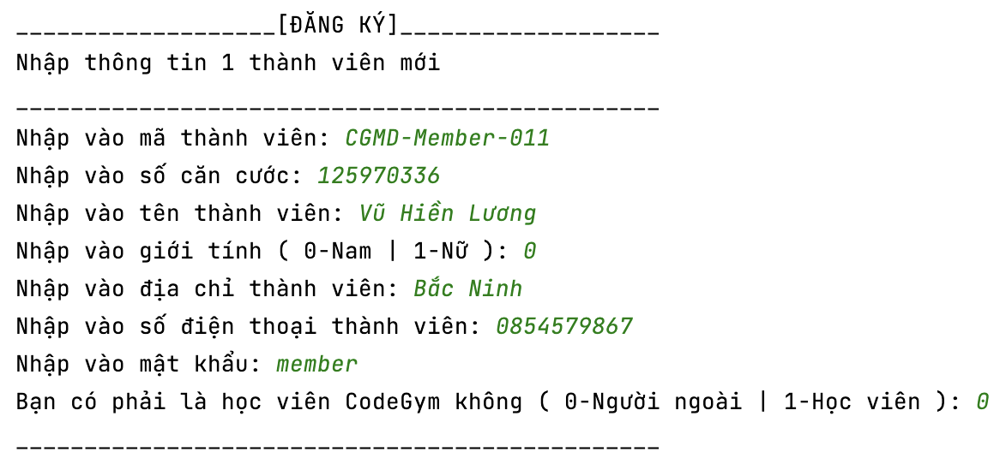 ___________________[ĐĂNG KÝ]___________________
Nhập thông tin 1 thành viên mới
_______________________________________________
Nhập vào mã thành viên: CGMD-Member-011
Nhập vào số căn cước: 125970336
Nhập vào tên thành viên: Vũ Hiền Lương
Nhập vào giới tính ( 0-Nam | 1-Nữ ): 0
Nhập vào địa chỉ thành viên: Bắc Ninh
Nhập vào số điện thoại thành viên: 0854579867
Nhập vào mật khẩu: member
Bạn có phải là học viên CodeGym không ( 0-Người ngoài | 1-Học viên ): 0
_______________________________________________